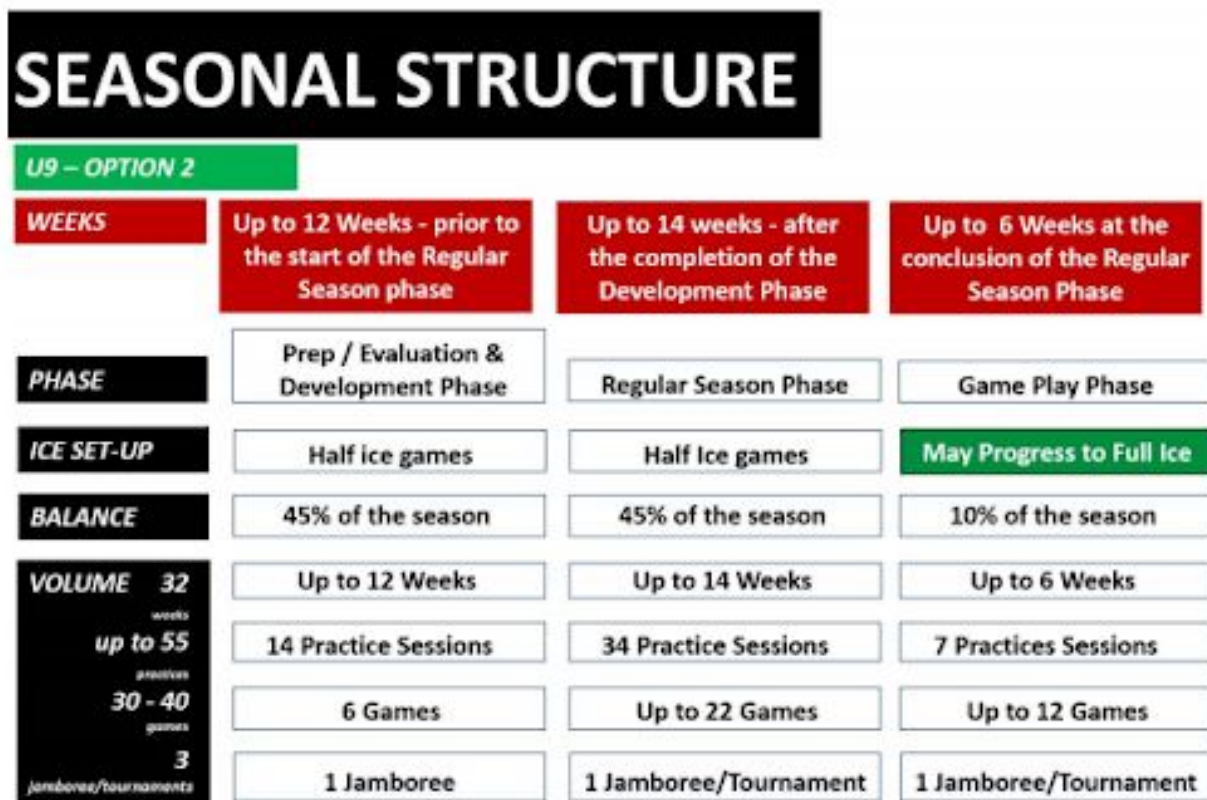 SEASONAL STRUCTURE
U9 – OPTION 2
WEEKS
Up to 12 Weeks - prior to
the start of the Regular
Season phase
Up to 14 weeks - after
the completion of the
Development Phase
Up to 6 Weeks at the
conclusion of the Regular
Season Phase
PHASE
Prep / Evaluation &
Development Phase
Regular Season Phase
Game Play Phase
ICE SET-UP
Half ice games
Half Ice games
May Progress to Full Ice
BALANCE
45% of the season
45% of the season
10% of the season
VOLUME 32
weeks
Up to 12 Weeks
Up to 14 Weeks
Up to 6 Weeks
up to 55
practices
14 Practice Sessions
34 Practice Sessions
7 Practices Sessions
30 - 40
games
6 Games
Up to 22 Games
Up to 12 Games
3
jamboree/tournaments
1 Jamboree
1 Jamboree/Tournament
1 Jamboree/Tournament